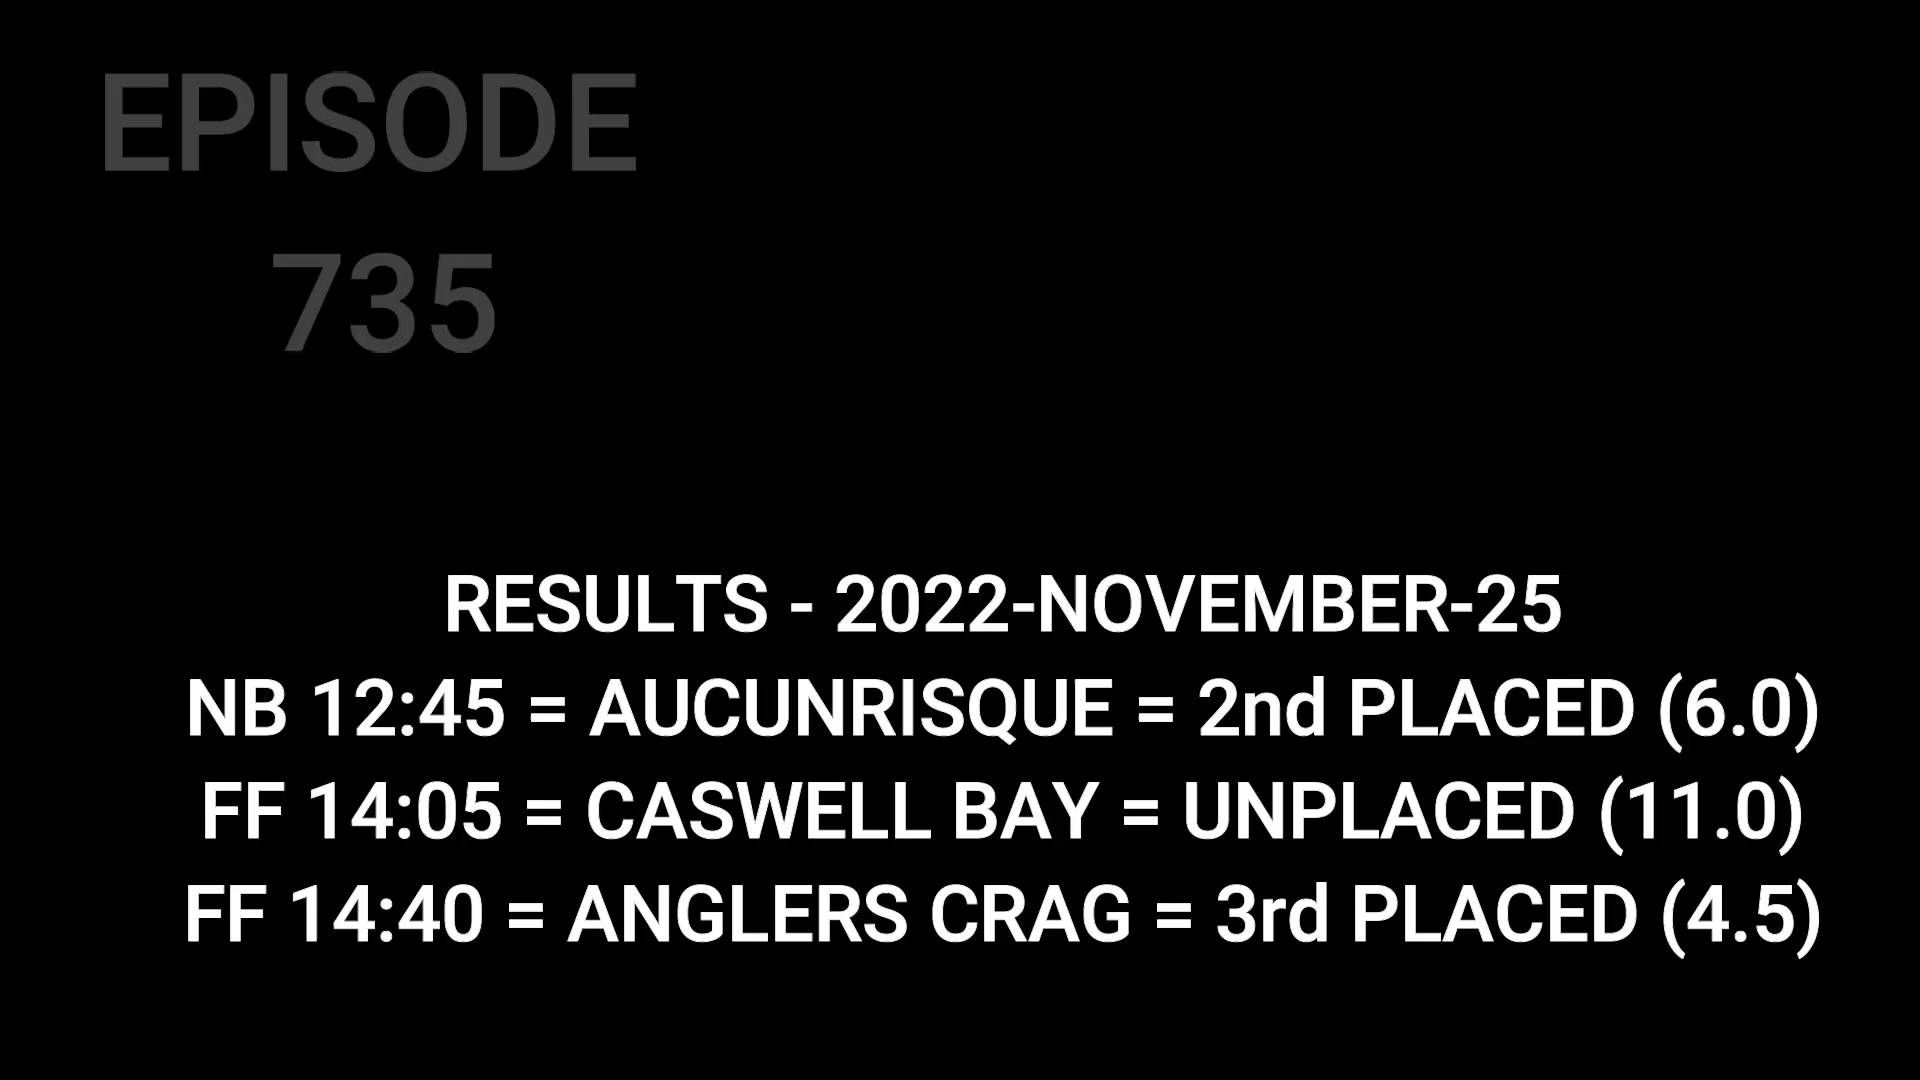 EPISODE
735
RESULTS - 2022-NOVEMBER-25
NB 12:45 = AUCUNRISQUE = 2nd PLACED (6.0)
FF 14:05 = CASWELL BAY = UNPLACED (11.0)
FF 14:40 = ANGLERS CRAG = 3rd PLACED (4.5)